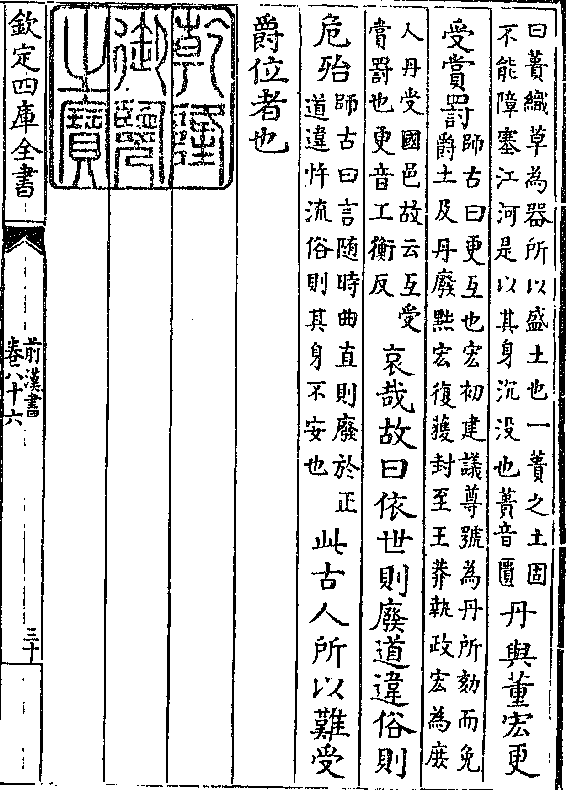 曰蕢織草為器所以盛土也一蕢之土固
不能障塞江河是以其身沉没也蕢音匱
丹與董宏更
受賞罰
師古曰更互也宏初建議尊號為丹所劾而免
爵土及丹廢黜宏復獲封至王莽執政宏為庶
人丹受國邑故云互受
賞罰也更音工衡反
哀哉故曰依世則廢道違俗則
危殆
師古曰言隨時曲直則廢於正
道違忤流俗則其身不安也
此古人所以難受
爵位者也
乾隆
御覽
之寶
欽定四庫全書
前漢書
卷八十六
三十